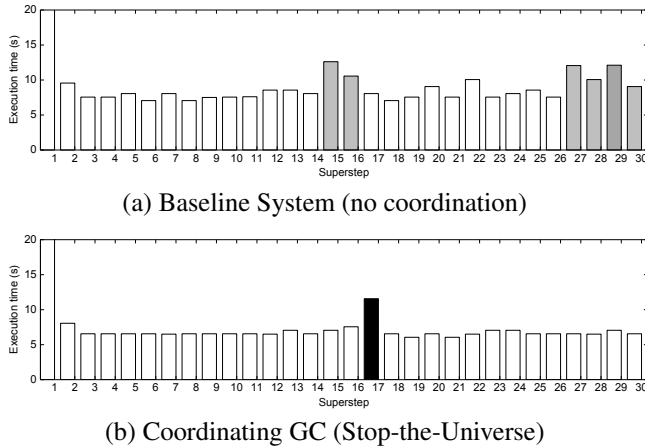 20
15
10
5
0
Execution time (s)
1 2 3 4 5 6 7 8 9 10 11 12 13 14 15 16 17 18 19 20 21 22 23 24 25 26 27 28 29 30
Superstep
(a) Baseline System (no coordination)
20
15
10
5
0
Execution time (s)
1 2 3 4 5 6 7 8 9 10 11 12 13 14 15 16 17 18 19 20 21 22 23 24 25 26 27 28 29 30
Superstep
(b) Coordinating GC (Stop-the-Universe)